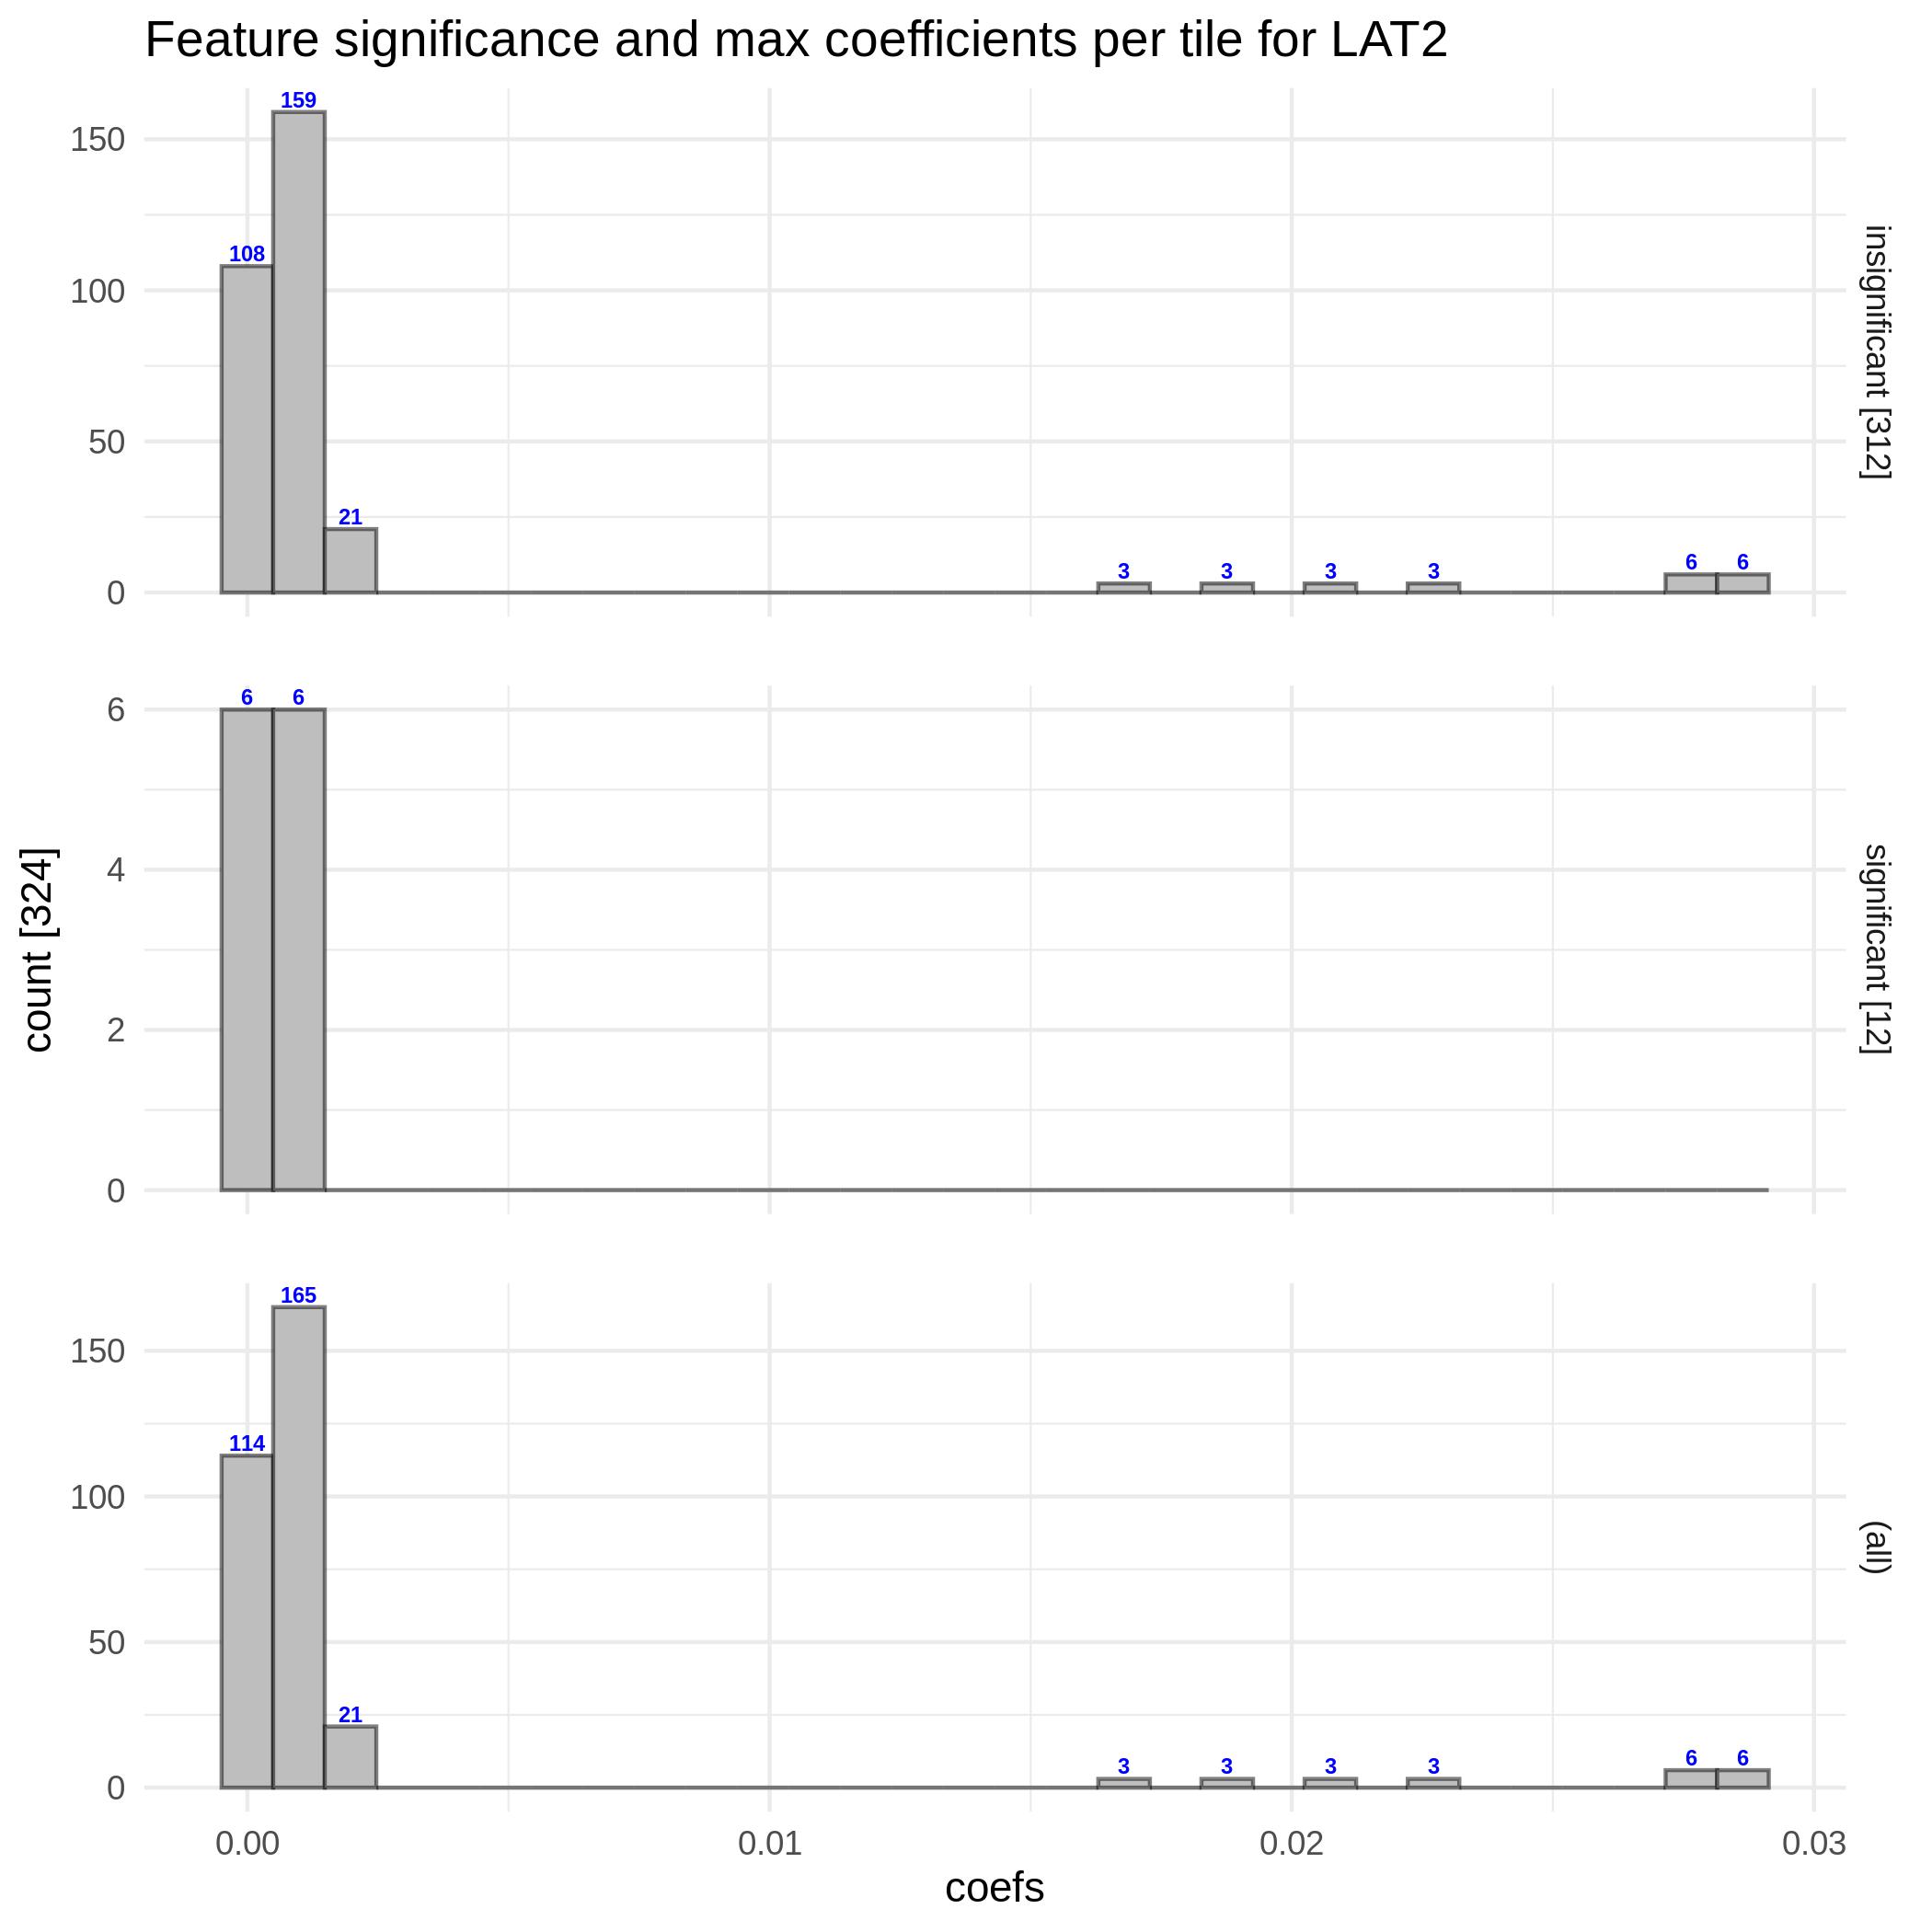 Feature significance and max coefficients per tile for LAT2
159
150
108
100
50
21
3 3 3 3 6 6
0
insignificant [312]
6 6
6
4
2
0
significant [12]
count [324]
165
150
114
100
50
21
3 3 3 3 6 6
0
(all)
0.00 0.01 0.02 0.03
coefs